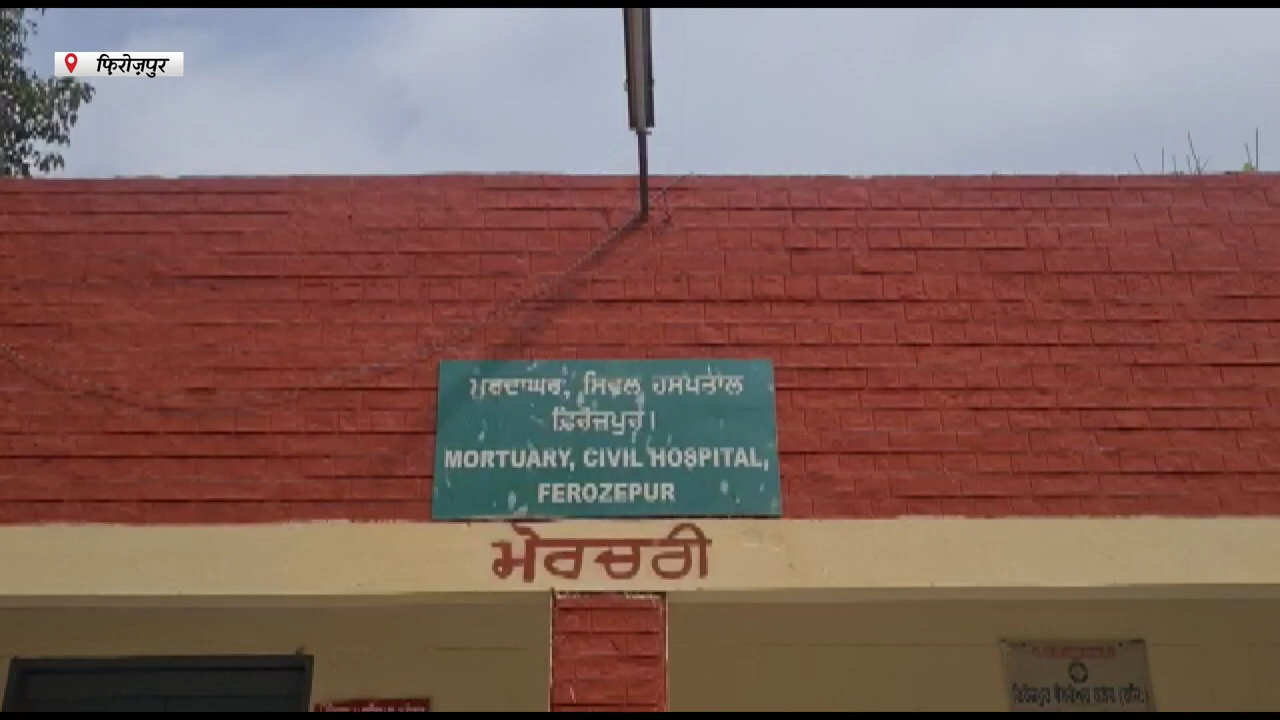 फ़िरोज़पुर
ਮੁਰਦਾਘਰ, ਸਿਵਲ ਹਸਪਤਾਲ
ਫ਼ਿਰੋਜ਼ਪੁਰ।
MORTUARY, CIVIL HOSPITAL,
FEROZEPUR
ਮੋਰਚਰੀ